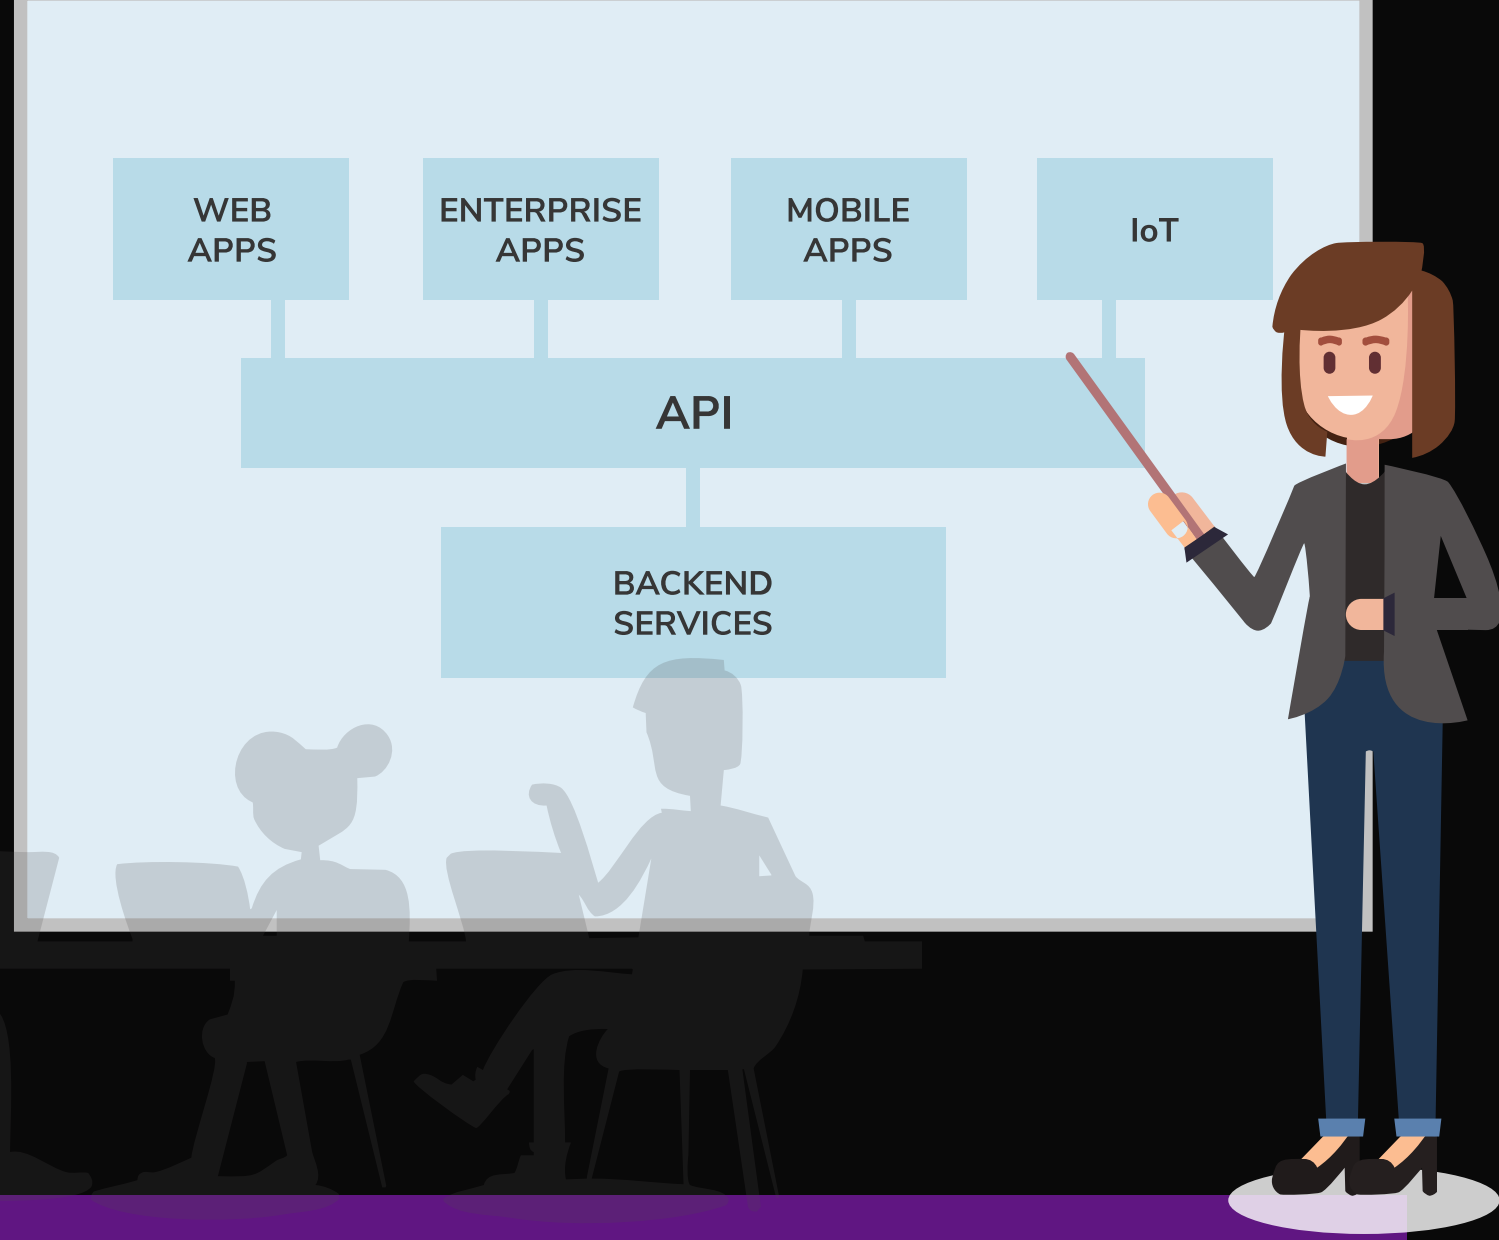 WEB
APPS
ENTERPRISE
APPS
MOBILE
APPS
IoT
API
BACKEND
SERVICES